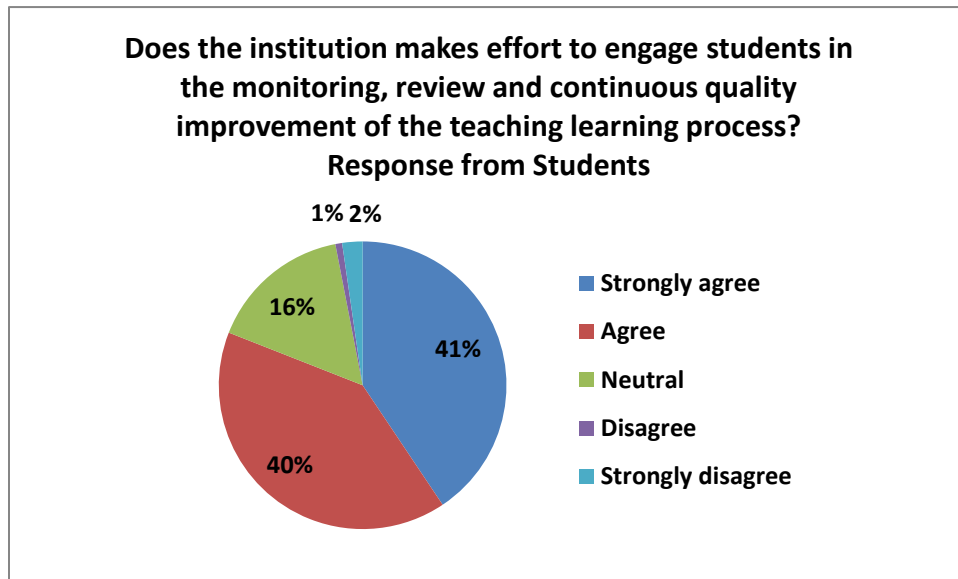 Does the institution makes effort to engage students in
the monitoring, review and continuous quality
improvement of the teaching learning process?
Response from Students
1% 2%
16%
41%
40%
Strongly agree
Agree
Neutral
Disagree
Strongly disagree